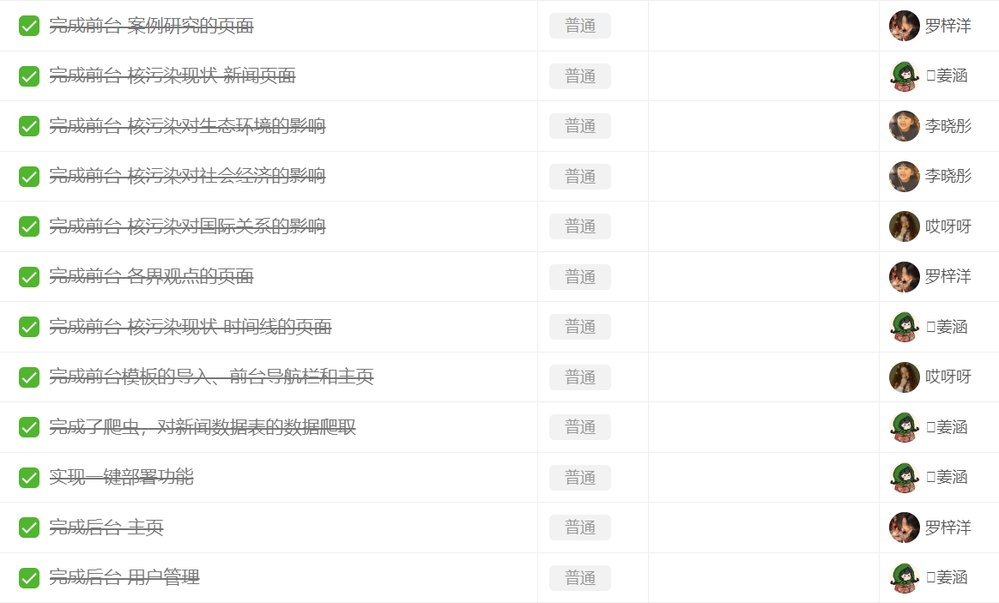 完成前台-案例研究的页面 普通 罗梓洋
完成前台-核污染现状-新闻页面 普通 姜涵
完成前台-核污染对生态环境的影响 普通 李晓彤
完成前台-核污染对社会经济的影响 普通 李晓彤
完成前台-核污染对国际关系的影响 普通 哎呀呀
完成前台-各界观点的页面 普通 罗梓洋
完成前台-核污染现状-时间线的页面 普通 姜涵
完成前台模板的导入、前台导航栏和主页 普通 哎呀呀
完成了爬虫，对新闻数据表的数据爬取 普通 姜涵
实现一键部署功能 普通 姜涵
完成后台-主页 普通 罗梓洋
完成后台-用户管理 普通 姜涵